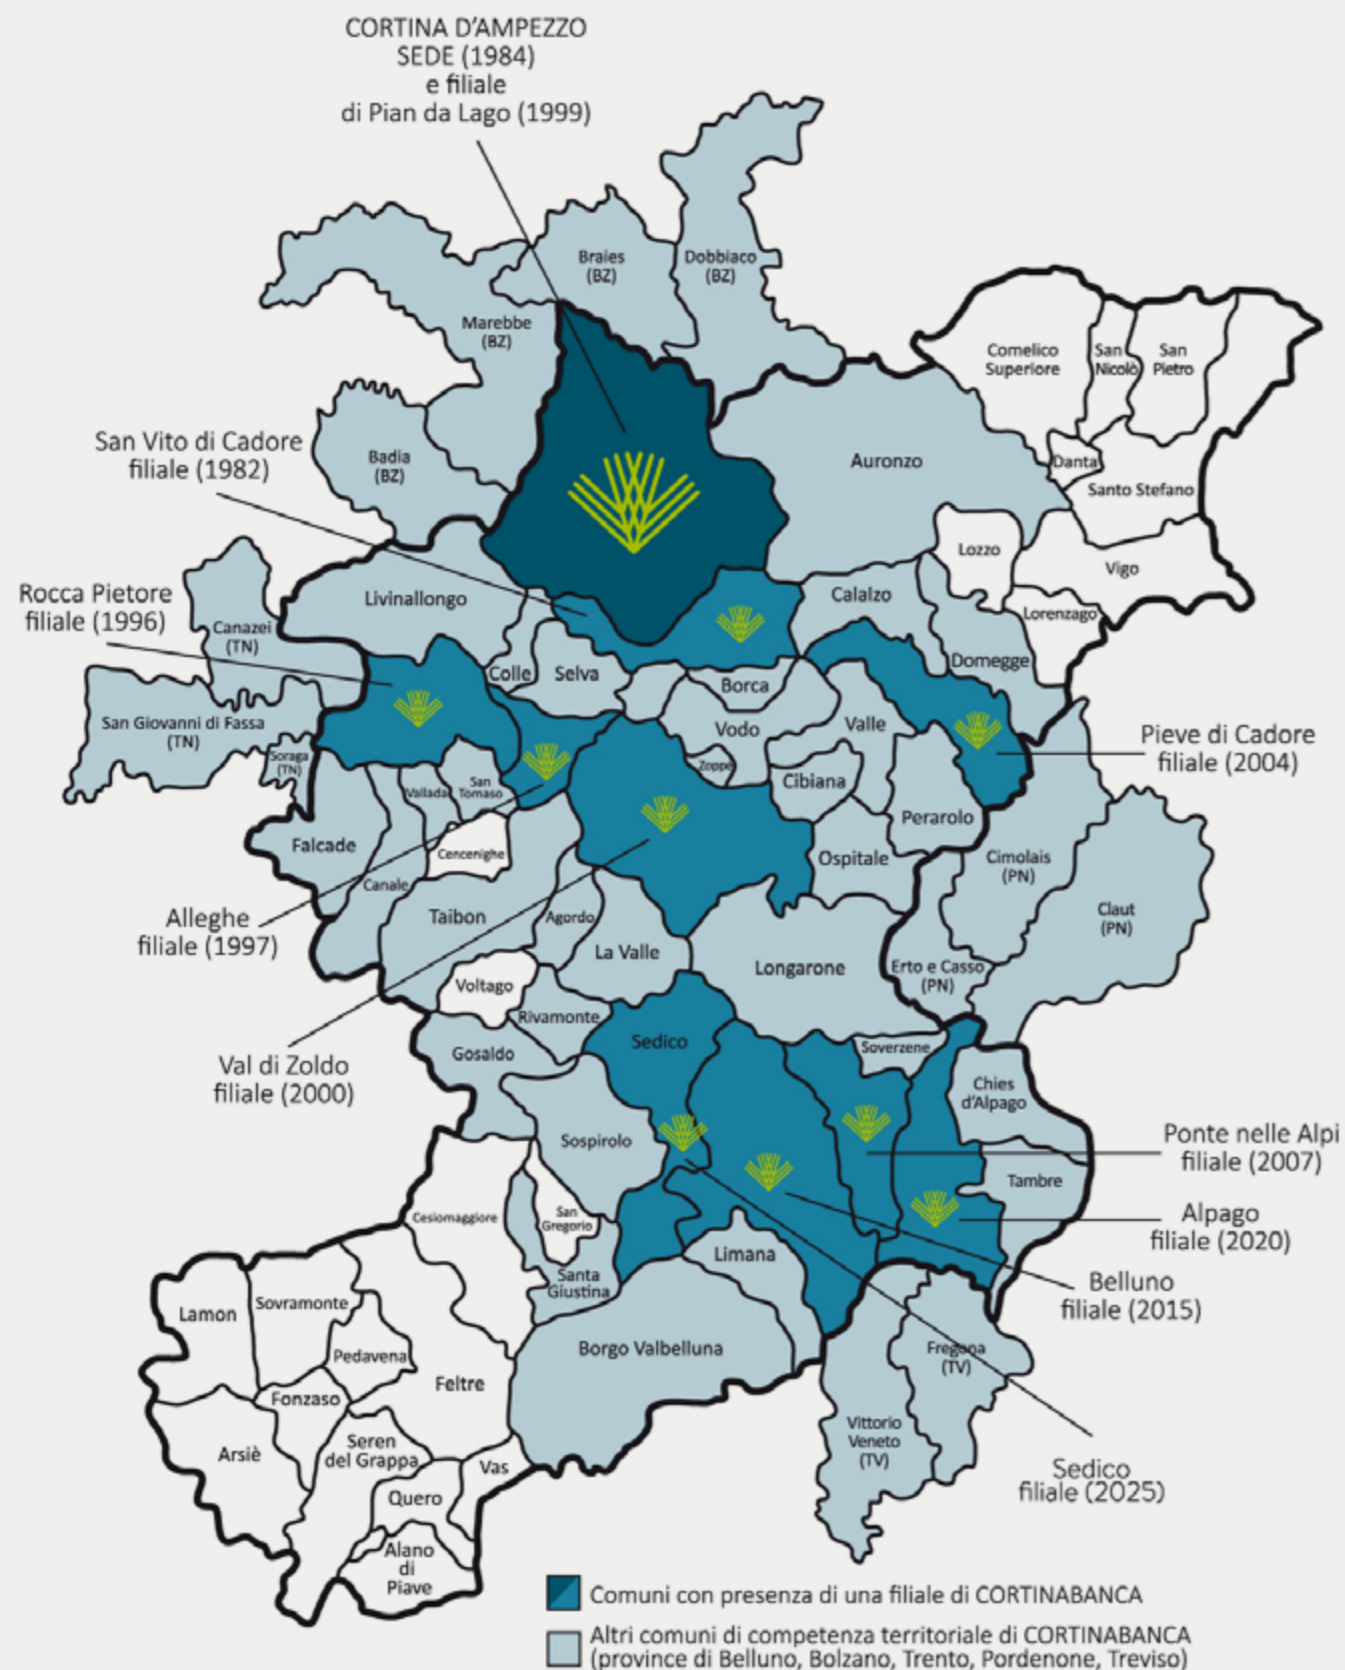 CORTINA D'AMPEZZO
SEDE (1984)
e filiale
di Pian da Lago (1999)
Braies
(BZ)
Dobbiaco
(BZ)
Marebbe
(BZ)
Comelico
Superiore
San
Nicolò
San
Pietro
San Vito di Cadore
filiale (1982)
Badia
(BZ)
Auronzo
Danta
Santo Stefano
Lozzo
Vigo
Rocca Pietore
filiale (1996)
Livinallongo
Calalzo
Lorenzago
Canazei
(TN)
Colle
Selva
Borca
Domegge
San Giovanni di Fassa
(TN)
Soraga
(TN)
Vodo
Valle
Pieve di Cadore
filiale (2004)
Zoppè
Cibiana
Valladа
San
Tomaso
Perarolo
Falcade
Cencenighe
Ospitale
Cimolais
(PN)
Canale
Alleghe
filiale (1997)
Taibon
Agordo
Claut
(PN)
La Valle
Longarone
Erto e Casso
(PN)
Voltago
Rivamonte
Sedico
Gosaldo
Soverzene
Val di Zoldo
filiale (2000)
Chies
d'Alpago
Sospirolo
Ponte nelle Alpi
filiale (2007)
Tambre
Cesiomaggiore
San
Gregorio
Alpago
filiale (2020)
Limana
Santa
Giustina
Belluno
filiale (2015)
Lamon
Sovramonte
Pedavena
Borgo Valbelluna
Fregona
(TV)
Feltre
Fonzaso
Vittorio
Veneto
(TV)
Arsiè
Seren
del Grappa
Vas
Sedico
filiale (2025)
Quero
Alano
di
Piave
Comuni con presenza di una filiale di CORTINABANCA
Altri comuni di competenza territoriale di CORTINABANCA
(province di Belluno, Bolzano, Trento, Pordenone, Treviso)